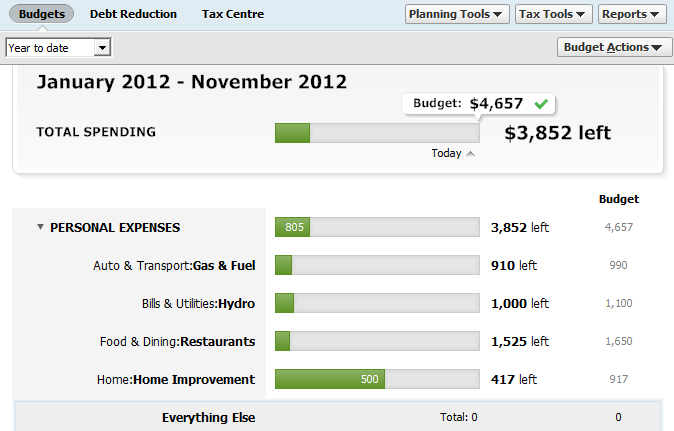 Budgets Debt Reduction Tax Centre Planning Tools Tax Tools Reports
Year to date Budget Actions
January 2012 - November 2012
Budget: $4,657
TOTAL SPENDING $3,852 left
Today
Budget
PERSONAL EXPENSES 805 3,852 left 4,657
Auto & Transport:Gas & Fuel 910 left 990
Bills & Utilities:Hydro 1,000 left 1,100
Food & Dining:Restaurants 1,525 left 1,650
Home:Home Improvement 500 417 left 917
Everything Else Total: 0 0